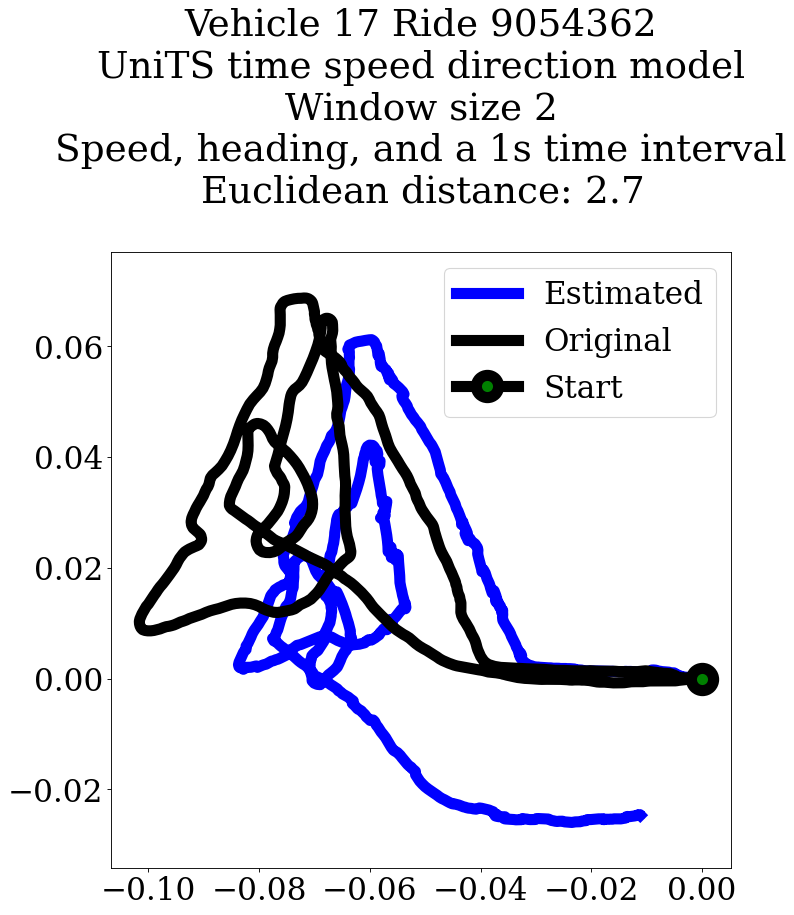 Vehicle 17 Ride 9054362
UniTS time speed direction model
Window size 2
Speed, heading, and a 1s time interval
Euclidean distance: 2.7
Estimated
Original
Start
0.06
0.04
0.02
0.00
−0.02
−0.10 −0.08 −0.06 −0.04 −0.02 0.00